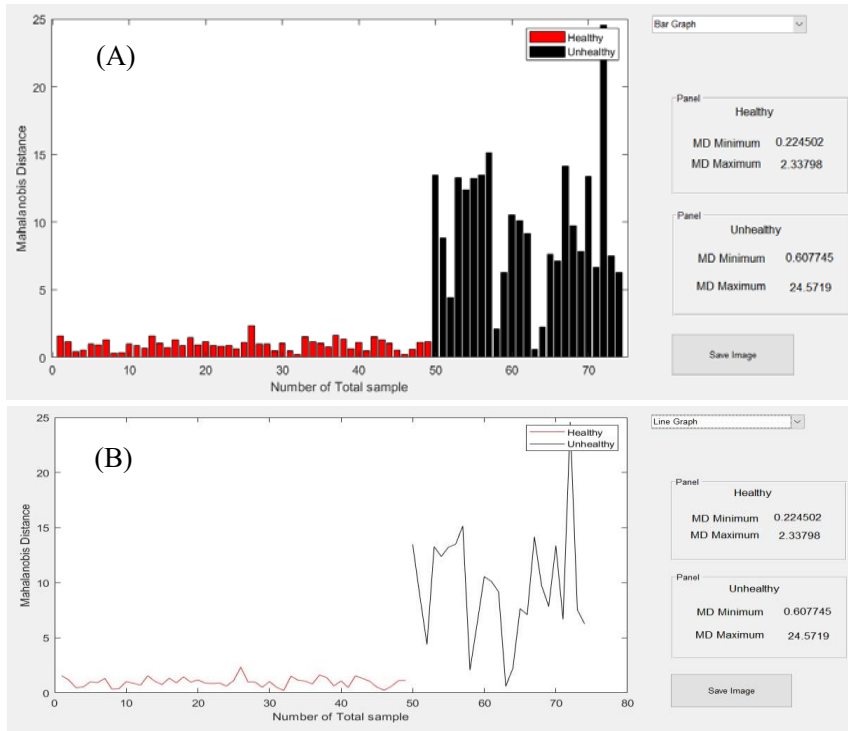 (A)
25
20
15
10
5
0
Mahalanobis Distance
0 10 20 30 40 50 60 70
Number of Total sample
Healthy
Unhealthy
Bar Graph
Panel
Healthy
MD Minimum 0.224502
MD Maximum 2.33798
Panel
Unhealthy
MD Minimum 0.607745
MD Maximum 24.5719
Save Image
(B)
25
20
15
10
5
0
Mahalanobis Distance
0 10 20 30 40 50 60 70 80
Number of Total sample
Healthy
Unhealthy
Line Graph
Panel
Healthy
MD Minimum 0.224502
MD Maximum 2.33798
Panel
Unhealthy
MD Minimum 0.607745
MD Maximum 24.5719
Save Image